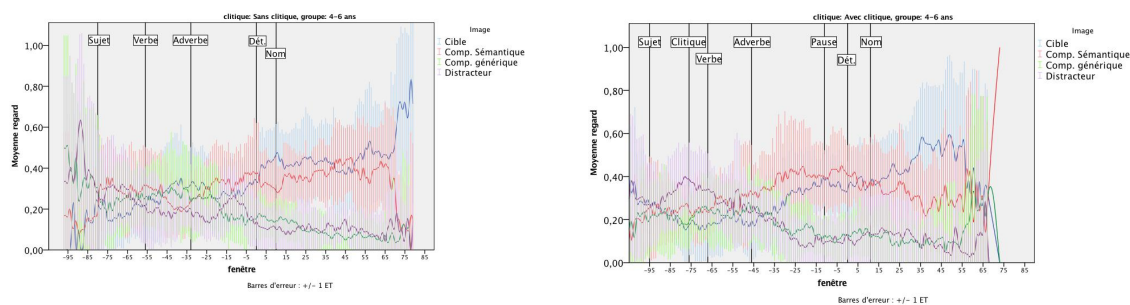 clitique: Sans clitique, groupe: 4-6 ans
Image
Cible
Comp. Sémantique
Comp. générique
Distracteur
Sujet Verbe Adverbe Dét.
Nom
Moyenne regard
1,00
0,80
0,60
0,40
0,20
0,00
-95 -85 -75 -65 -55 -45 -35 -25 -15 -5 5 15 25 35 45 55 65 75 85
fenêtre
Barres d'erreur : +/- 1 ET
clitique: Avec clitique, groupe: 4-6 ans
Image
Cible
Comp. Sémantique
Comp. générique
Distracteur
Sujet Clitique Adverbe Pause Nom
Verbe Dét.
Moyenne regard
1,00
0,80
0,60
0,40
0,20
0,00
-95 -85 -75 -65 -55 -45 -35 -25 -15 -5 5 15 25 35 45 55 65 75 85
fenêtre
Barres d'erreur : +/- 1 ET